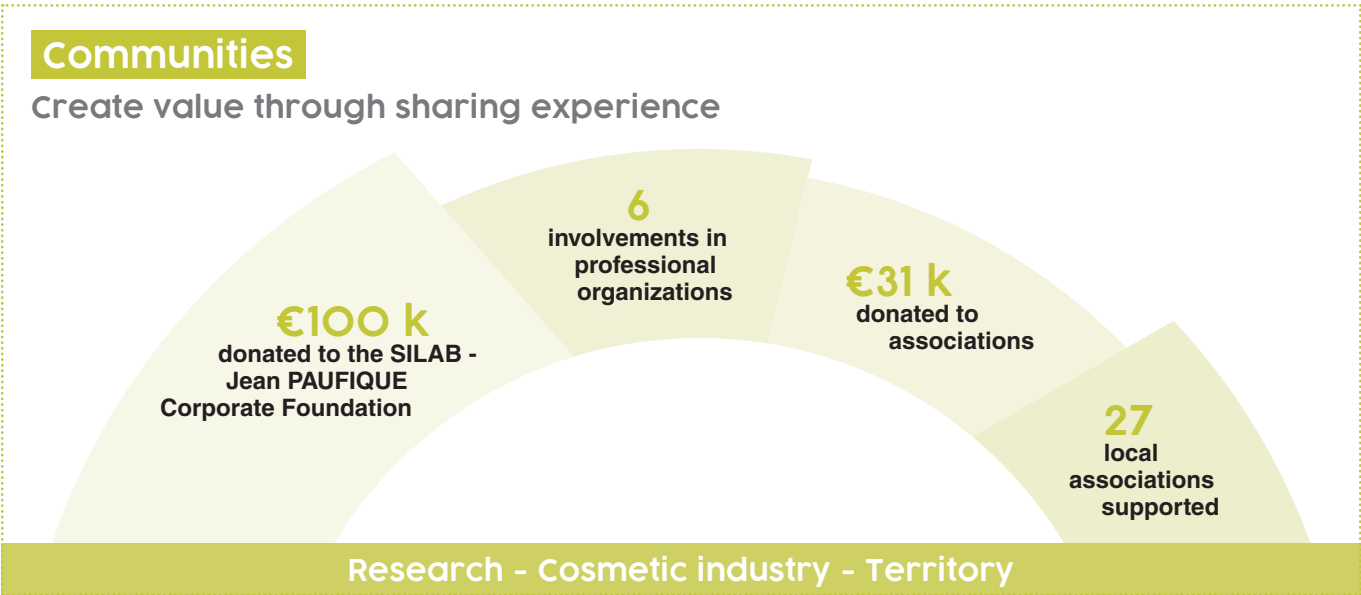 Communities
Create value through sharing experience
€100 k
donated to the SILAB -
Jean PAUFIQUE
Corporate Foundation
6
involvements in
professional
organizations
€31 k
donated to
associations
27
local
associations
supported
Research - Cosmetic industry - Territory